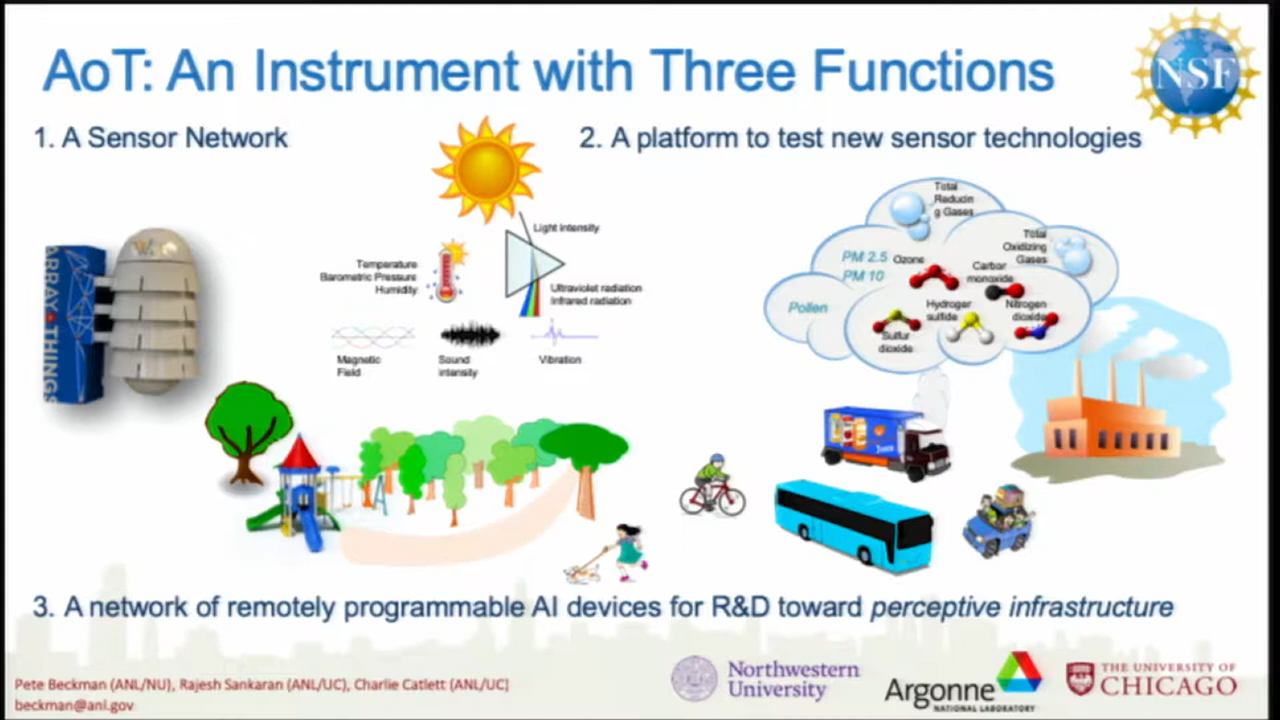 AoT: An Instrument with Three Functions
NSF
1. A Sensor Network
2. A platform to test new sensor technologies
Light Intensity
Temperature
Barometric Pressure
Humidity
Ultraviolet radiation
Infrared radiation
Magnetic
Field
Sound
intensity
Vibration
ARRAY OF THINGS
Total
Reducin
g Gases
Total
Oxidizing
Gases
PM 2.5
PM 10
Ozone
Carbon
monoxide
Pollen
Hydrogen
sulfide
Nitrogen
dioxide
Sulfur
dioxide
Juice
3. A network of remotely programmable AI devices for R&D toward perceptive infrastructure
Pete Beckman (ANL/NU), Rajesh Sankaran (ANL/UC), Charlie Catlett (ANL/UC)
beckman@anl.gov
Northwestern
University
Argonne
NATIONAL LABORATORY
THE UNIVERSITY OF
CHICAGO